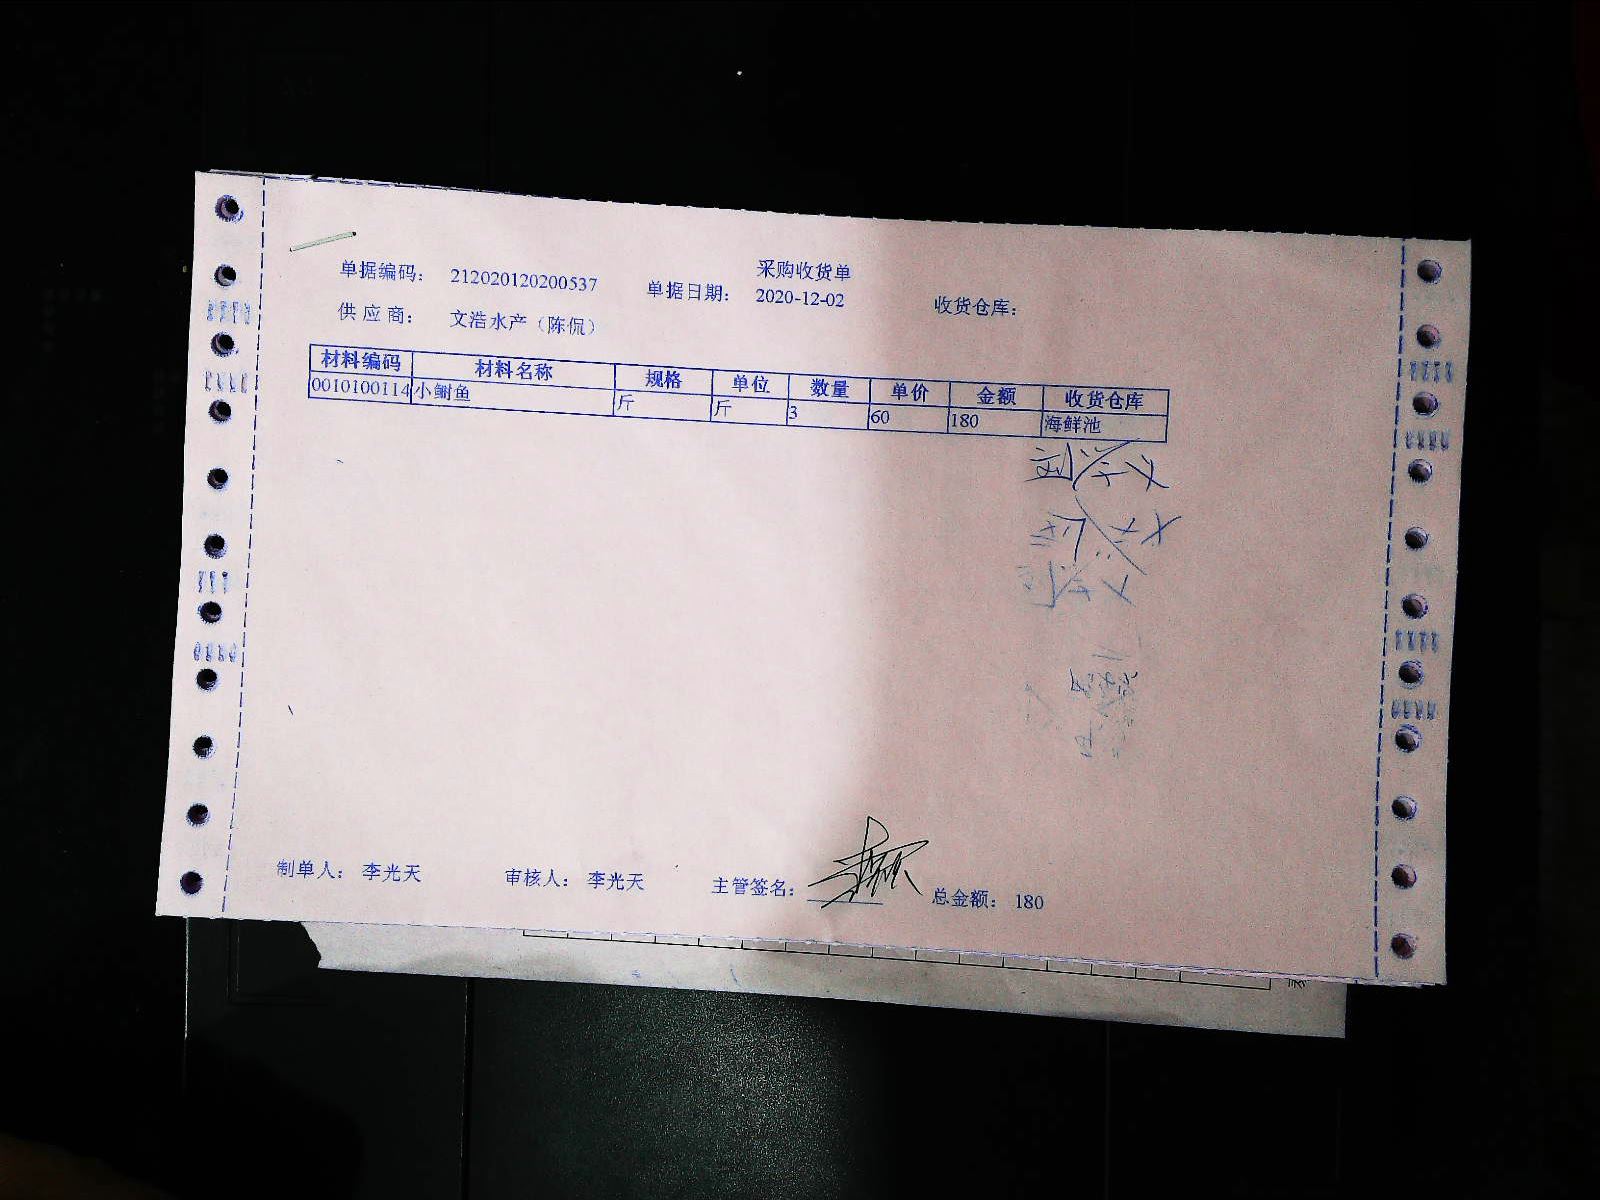 采购收货单
单据编码： 212020120200537 单据日期： 2020-12-02 收货仓库：
供 应 商： 文浩水产（陈侃）
材料编码 材料名称 规格 单位 数量 单价 金额 收货仓库
0010100114 小鲥鱼 斤 斤 3 60 180 海鲜池
制单人： 李光天 审核人： 李光天 主管签名： 总金额： 180